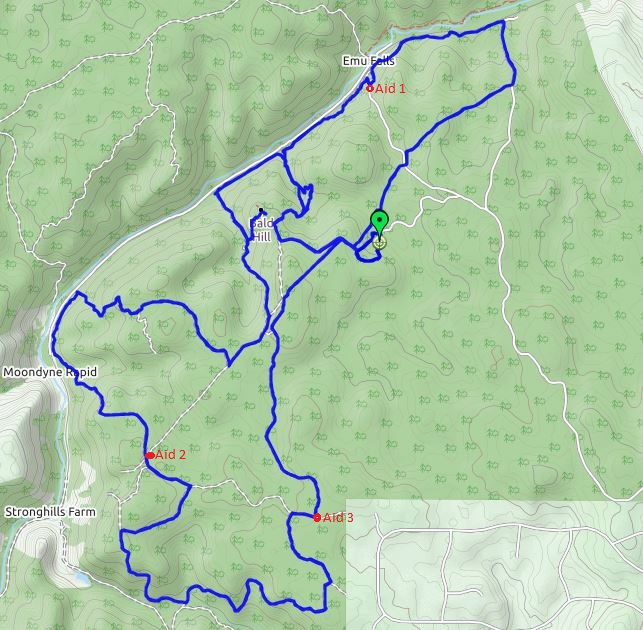 Emu Falls
Aid 1
Bald
Hill
Moondyne Rapid
Aid 2
Stronghills Farm
Aid 3